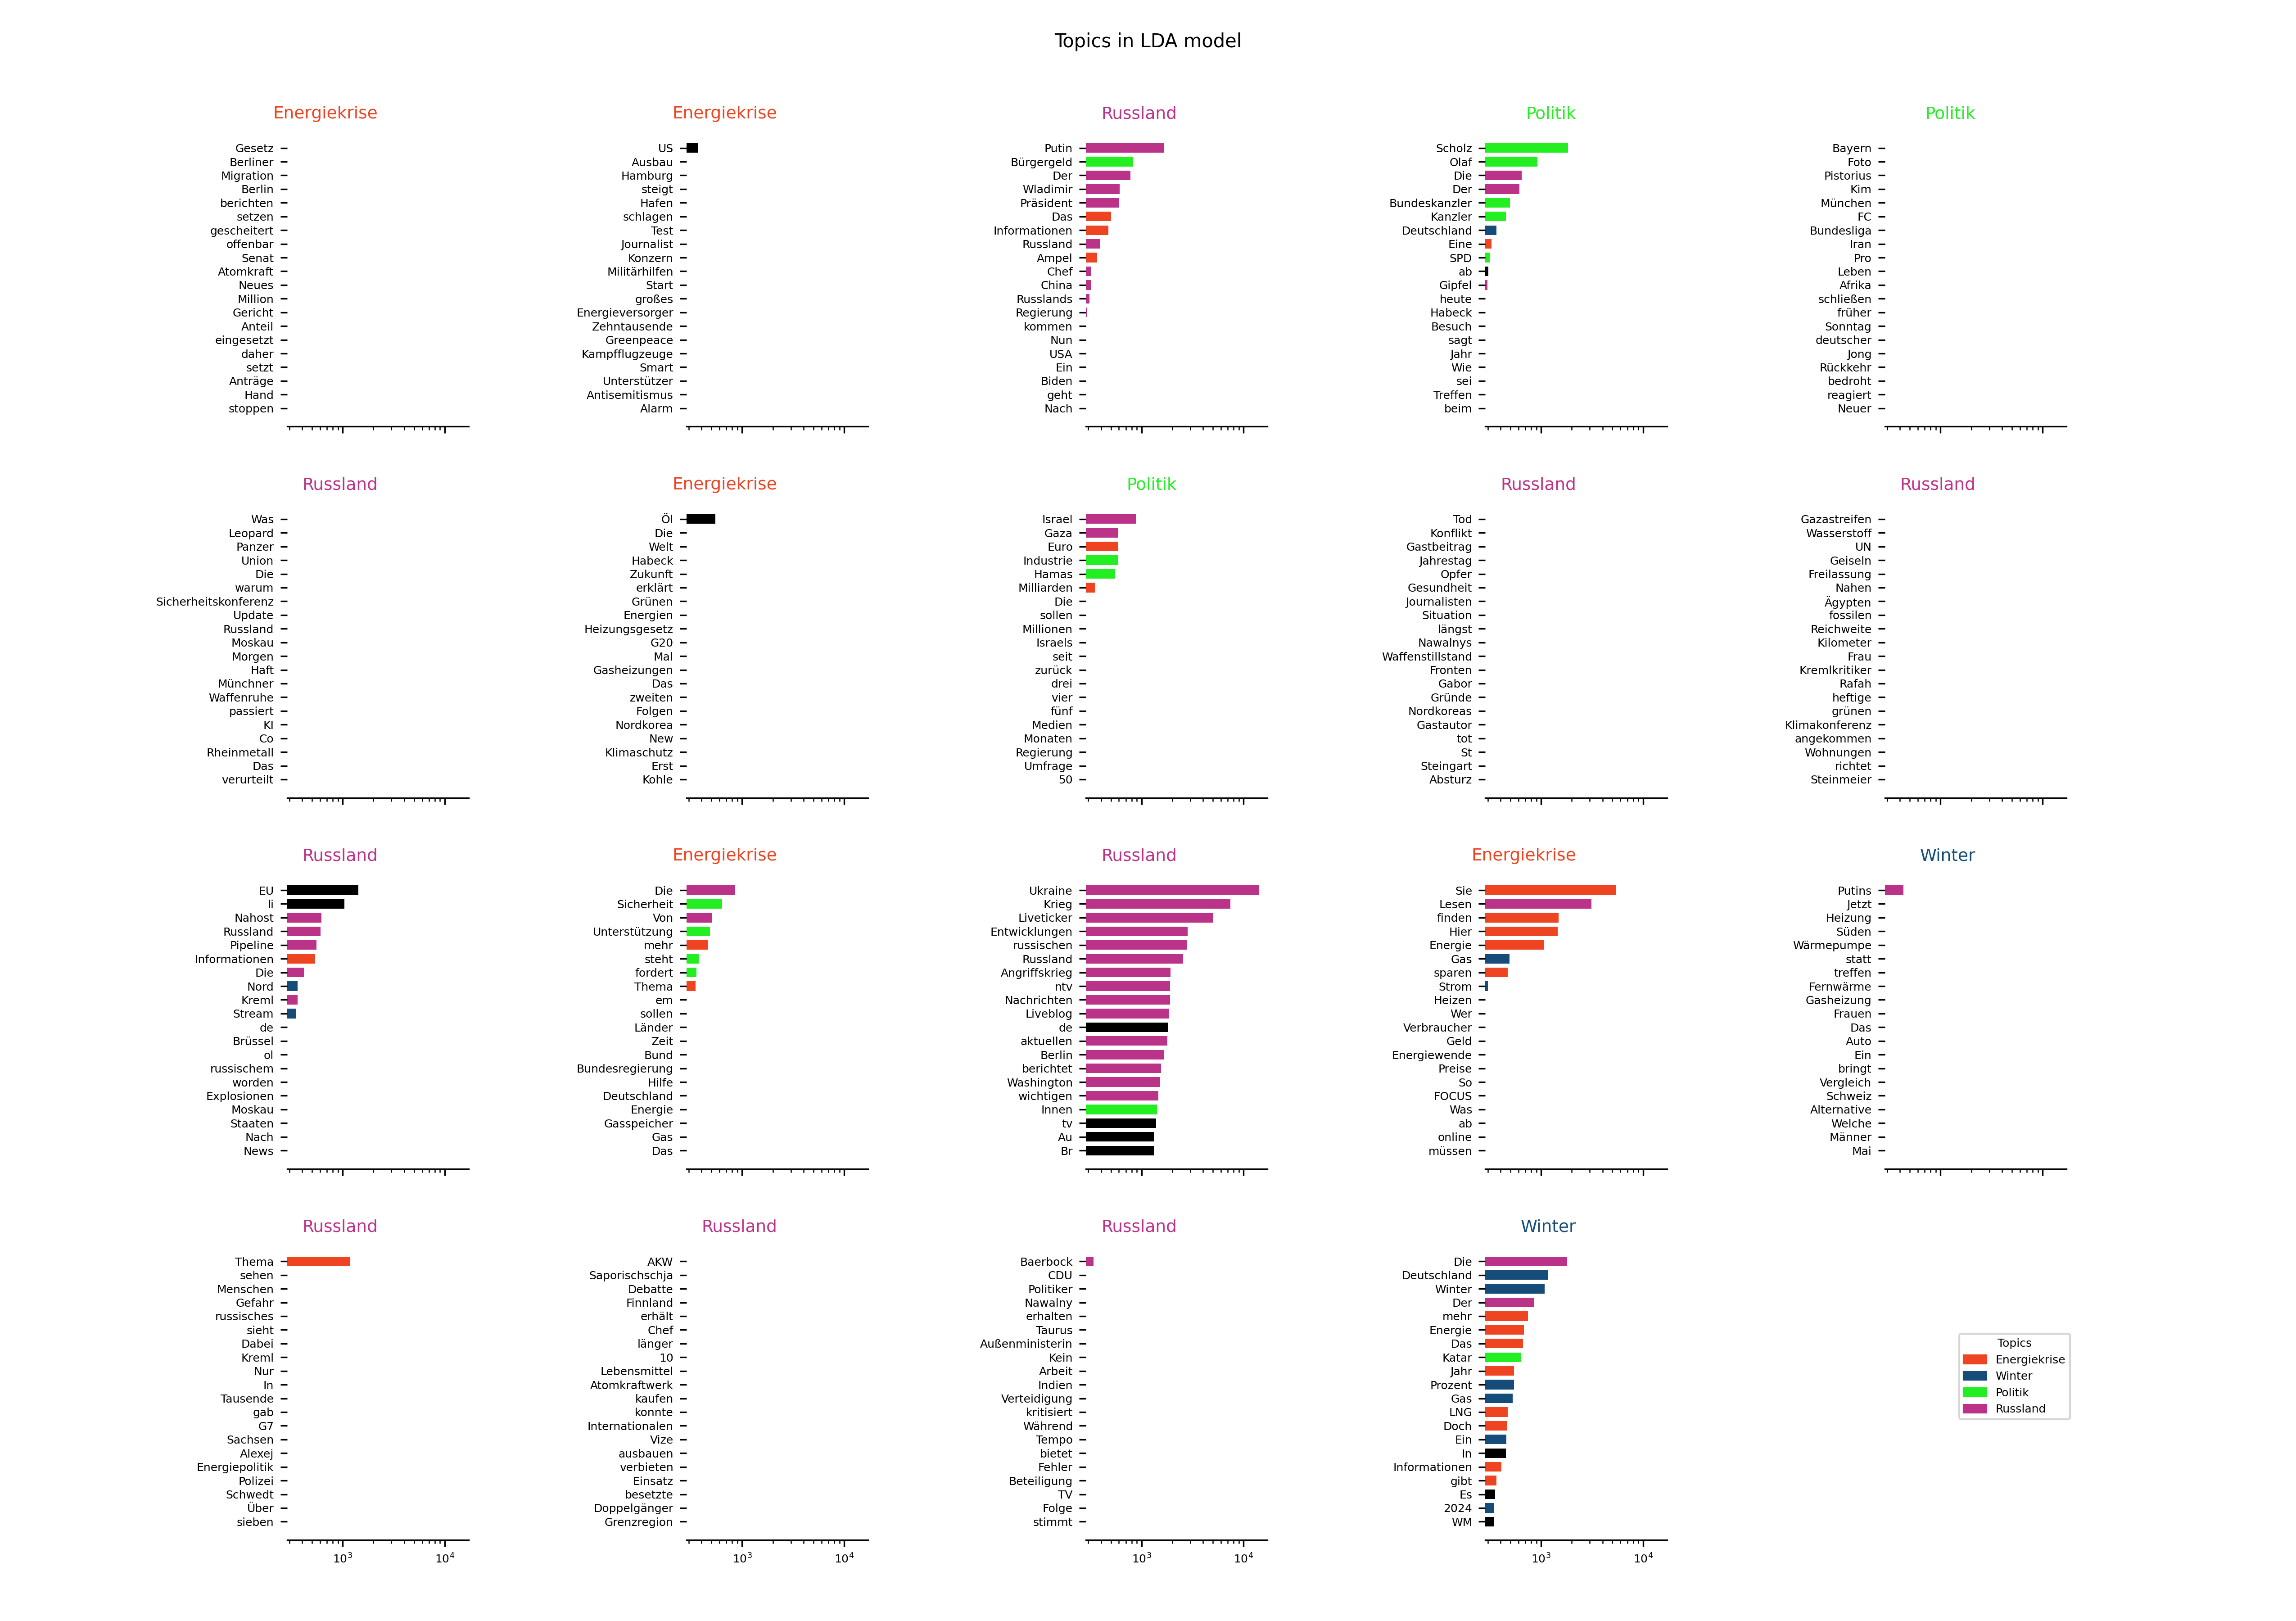 Topics in LDA model
Energiekrise
Gesetz
Berliner
Migration
Berlin
berichten
setzen
gescheitert
offenbar
Senat
Atomkraft
Neues
Million
Gericht
Anteil
eingesetzt
daher
setzt
Anträge
Hand
stoppen
Energiekrise
US
Ausbau
Hamburg
steigt
Hafen
schlagen
Test
Journalist
Konzern
Militärhilfen
Start
großes
Energieversorger
Zehntausende
Greenpeace
Kampfflugzeuge
Smart
Unterstützer
Antisemitismus
Alarm
Russland
Putin
Bürgergeld
Der
Wladimir
Präsident
Das
Informationen
Russland
Ampel
Chef
China
Russlands
Regierung
kommen
Nun
USA
Ein
Biden
geht
Nach
Politik
Scholz
Olaf
Die
Der
Bundeskanzler
Kanzler
Deutschland
Eine
SPD
ab
Gipfel
heute
Habeck
Besuch
sagt
Jahr
Wie
sei
Treffen
beim
Politik
Bayern
Foto
Pistorius
Kim
München
FC
Bundesliga
Iran
Pro
Leben
Afrika
schließen
früher
Sonntag
deutscher
Jong
Rückkehr
bedroht
reagiert
Neuer
Russland
Was
Leopard
Panzer
Union
Die
warum
Sicherheitskonferenz
Update
Russland
Moskau
Morgen
Haft
Münchner
Waffenruhe
passiert
KI
Co
Rheinmetall
Das
verurteilt
Energiekrise
Öl
Die
Welt
Habeck
Zukunft
erklärt
Grünen
Energien
Heizungsgesetz
G20
Mal
Gasheizungen
Das
zweiten
Folgen
Nordkorea
New
Klimaschutz
Erst
Kohle
Politik
Israel
Gaza
Euro
Industrie
Hamas
Milliarden
Die
sollen
Millionen
Israels
seit
zurück
drei
vier
fünf
Medien
Monaten
Regierung
Umfrage
50
Russland
Tod
Konflikt
Gastbeitrag
Jahrestag
Opfer
Gesundheit
Journalisten
Situation
längst
Nawalnys
Waffenstillstand
Fronten
Gabor
Gründe
Nordkoreas
Gastautor
tot
St
Steingart
Absturz
Russland
Gazastreifen
Wasserstoff
UN
Geiseln
Freilassung
Nahen
Ägypten
fossilen
Reichweite
Kilometer
Frau
Kremlkritiker
Rafah
heftige
grünen
Klimakonferenz
angekommen
Wohnungen
richtet
Steinmeier
Russland
EU
li
Nahost
Russland
Pipeline
Informationen
Die
Nord
Kreml
Stream
de
Brüssel
ol
russischem
worden
Explosionen
Moskau
Staaten
Nach
News
Energiekrise
Die
Sicherheit
Von
Unterstützung
mehr
steht
fordert
Thema
em
sollen
Länder
Zeit
Bund
Bundesregierung
Hilfe
Deutschland
Energie
Gasspeicher
Gas
Das
Russland
Ukraine
Krieg
Liveticker
Entwicklungen
russischen
Russland
Angriffskrieg
ntv
Nachrichten
Liveblog
de
aktuellen
Berlin
berichtet
Washington
wichtigen
Innen
tv
Au
Br
Energiekrise
Sie
Lesen
finden
Hier
Energie
Gas
sparen
Strom
Heizen
Wer
Verbraucher
Geld
Energiewende
Preise
So
FOCUS
Was
ab
online
müssen
Winter
Putins
Jetzt
Heizung
Süden
Wärmepumpe
statt
treffen
Fernwärme
Gasheizung
Frauen
Das
Auto
Ein
bringt
Vergleich
Schweiz
Alternative
Welche
Männer
Mai
Russland
Thema
sehen
Menschen
Gefahr
russisches
sieht
Dabei
Kreml
Nur
In
Tausende
gab
G7
Sachsen
Alexej
Energiepolitik
Polizei
Schwedt
Über
sieben
10³ 10⁴
Russland
AKW
Saporischschja
Debatte
Finnland
erhält
Chef
länger
10
Lebensmittel
Atomkraftwerk
kaufen
konnte
Internationalen
Vize
ausbauen
verbieten
Einsatz
besetzte
Doppelgänger
Grenzregion
10³ 10⁴
Russland
Baerbock
CDU
Politiker
Nawalny
erhalten
Taurus
Außenministerin
Kein
Arbeit
Indien
Verteidigung
kritisiert
Während
Tempo
bietet
Fehler
Beteiligung
TV
Folge
stimmt
10³ 10⁴
Winter
Die
Deutschland
Winter
Der
mehr
Energie
Das
Katar
Jahr
Prozent
Gas
LNG
Doch
Ein
In
Informationen
gibt
Es
2024
WM
10³ 10⁴
Topics
Energiekrise
Winter
Politik
Russland